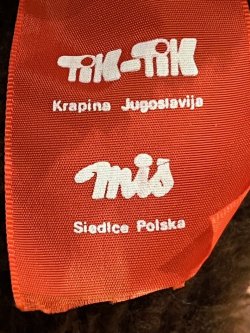 TiK-TiK
Krapina Jugoslavija
miś
Siedlce Polska